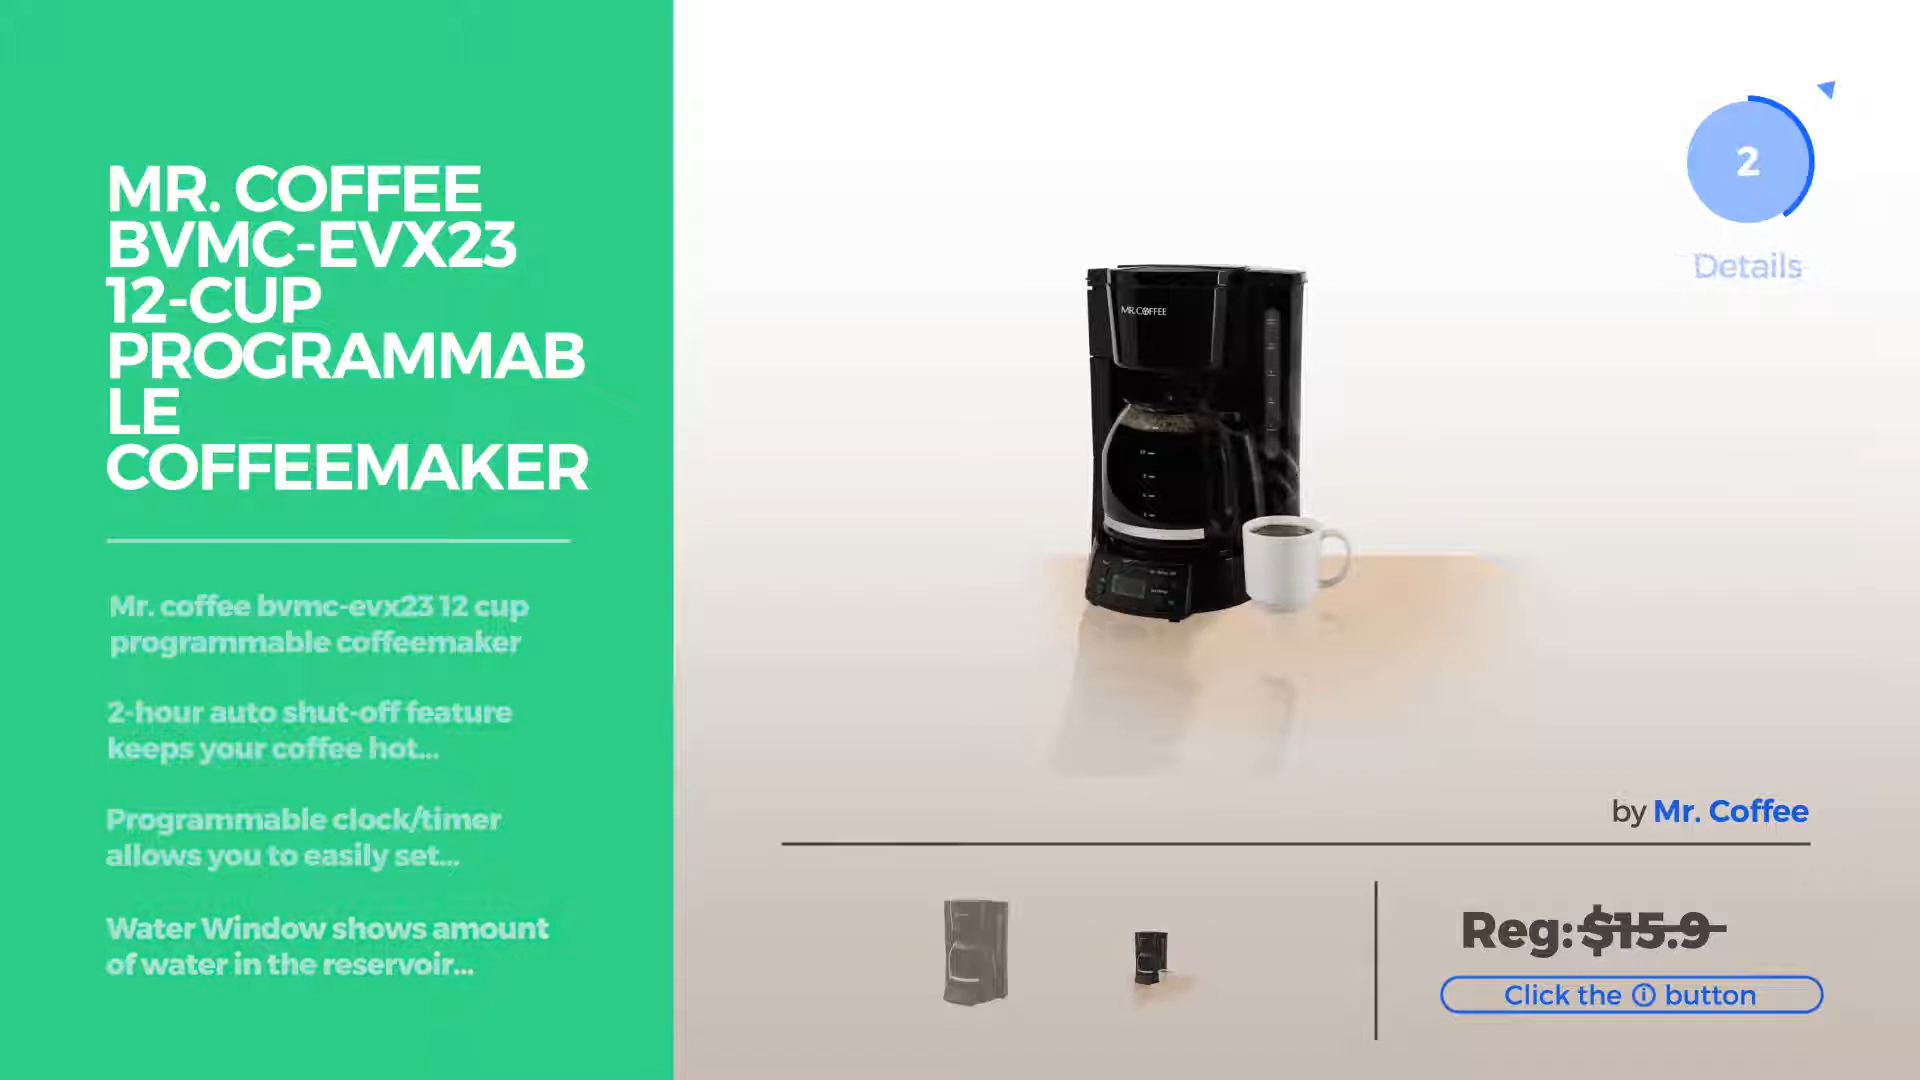 MR. COFFEE
BVMC-EVX23
12-CUP
PROGRAMMAB
LE
COFFEEMAKER
Mr. coffee bvmc-evx23 12 cup
programmable coffeemaker
2-hour auto shut-off feature
keeps your coffee hot...
Programmable clock/timer
allows you to easily set...
Water Window shows amount
of water in the reservoir...
2
Details
MR.COFFEE
by Mr. Coffee
Reg: $15.9
Click the ⓘ button